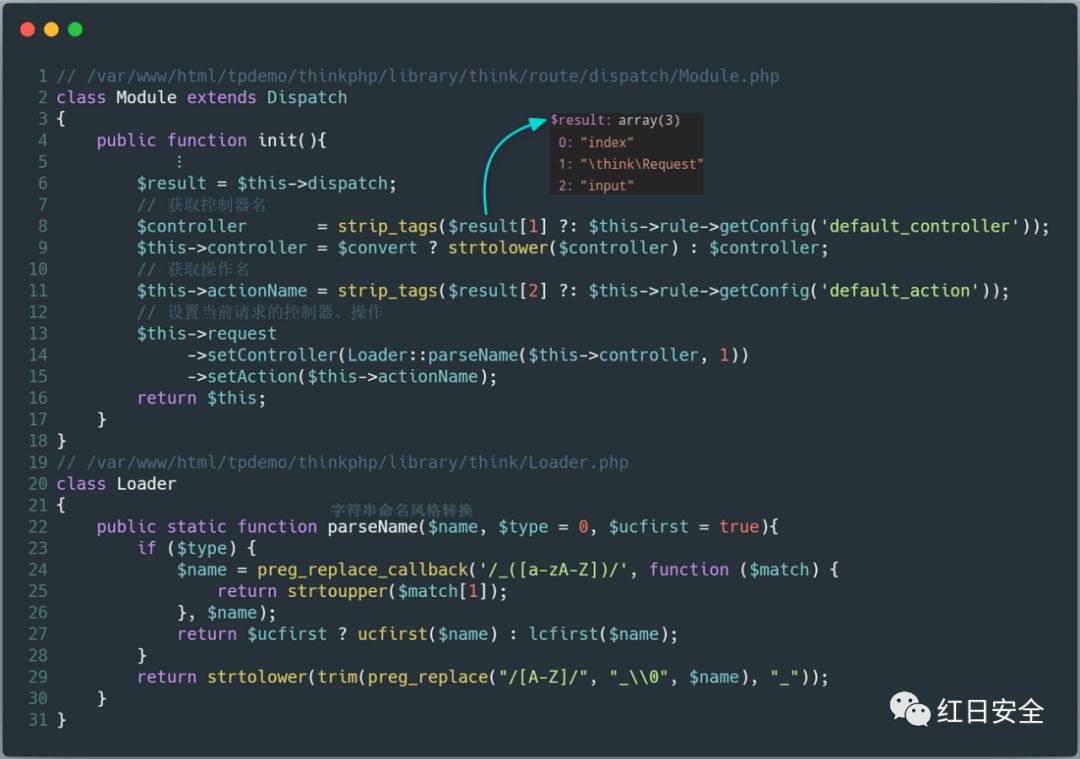 1 // /var/www/html/tpdemo/thinkphp/library/think/route/dispatch/Module.php
2 class Module extends Dispatch
3 {
$result: array(3)
4 public function init(){
0: "index"
5 ⋮
1: "\think\Request"
6 $result = $this->dispatch;
2: "input"
7 // 获取控制器名
8 $controller = strip_tags($result[1] ?: $this->rule->getConfig('default_controller'));
9 $this->controller = $convert ? strtolower($controller) : $controller;
10 // 获取操作名
11 $this->actionName = strip_tags($result[2] ?: $this->rule->getConfig('default_action'));
12 // 设置当前请求的控制器、操作
13 $this->request
14 ->setController(Loader::parseName($this->controller, 1))
15 ->setAction($this->actionName);
16 return $this;
17 }
18 }
19 // /var/www/html/tpdemo/thinkphp/library/think/Loader.php
20 class Loader
21 {
字符串命名风格转换
22 public static function parseName($name, $type = 0, $ucfirst = true){
23 if ($type) {
24 $name = preg_replace_callback('/_([a-zA-Z])/', function ($match) {
25 return strtoupper($match[1]);
26 }, $name);
27 return $ucfirst ? ucfirst($name) : lcfirst($name);
28 }
29 return strtolower(trim(preg_replace("/[A-Z]/", "_\\0", $name), "_"));
30 }
31 }
红日安全